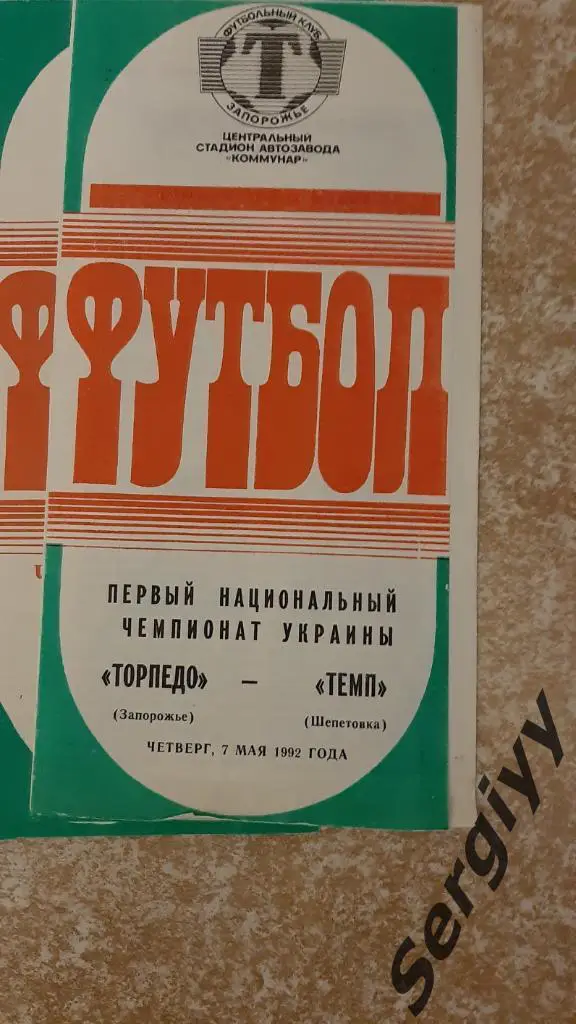 ФУТБОЛЬНЫЙ КЛУБ
Т
ЗАПОРОЖЬЕ
ЦЕНТРАЛЬНЫЙ
СТАДИОН АВТОЗАВОДА
«КОММУНАР»
ФУТБОЛ
Ф
ПЕРВЫЙ НАЦИОНАЛЬНЫЙ
ЧЕМПИОНАТ УКРАИНЫ
«ТОРПЕДО» — «ТЕМП»
(Запорожье) (Шепетовка)
ЧЕТВЕРГ, 7 МАЯ 1992 ГОДА
Ч
Sergiyy